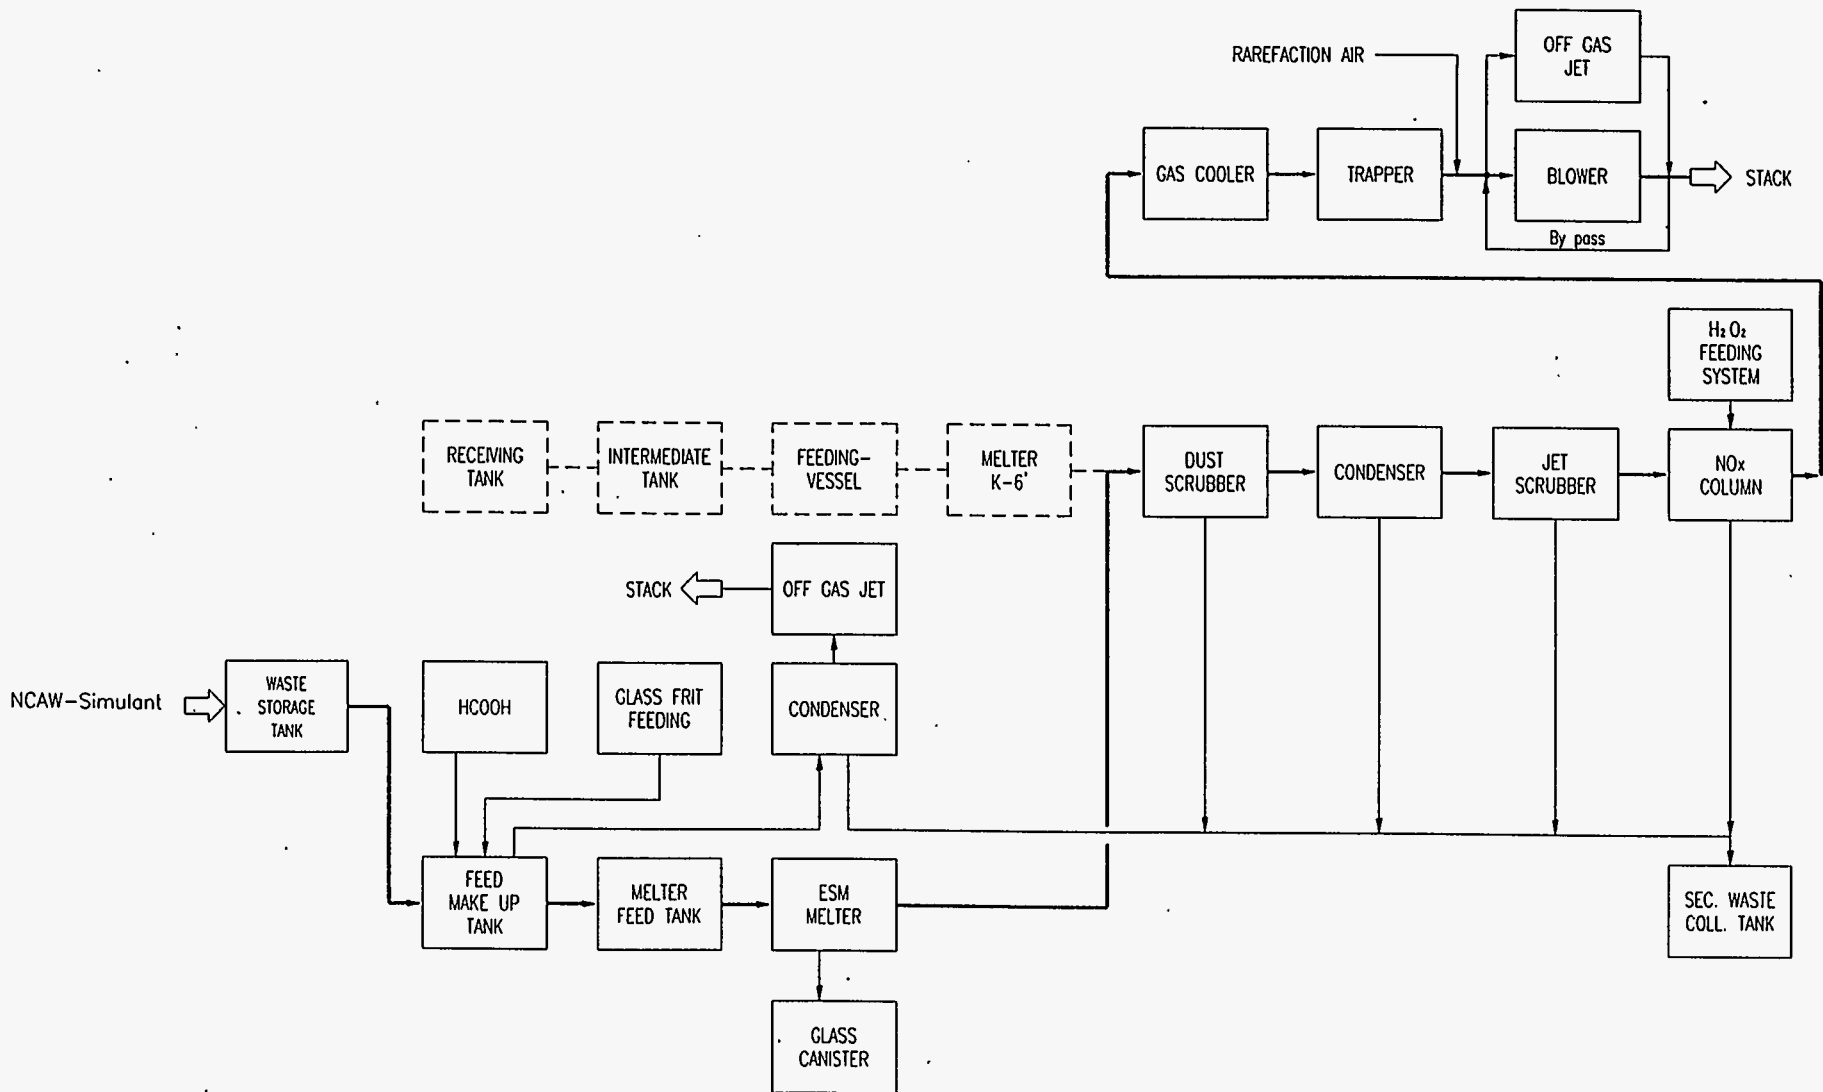 RAREFACTION AIR
OFF GAS
JET
GAS COOLER
TRAPPER
BLOWER
STACK
By pass
H₂O₂
FEEDING
SYSTEM
RECEIVING
TANK
INTERMEDIATE
TANK
FEEDING-
VESSEL
MELTER
K-6'
DUST
SCRUBBER
CONDENSER
JET
SCRUBBER
NOx
COLUMN
STACK
OFF GAS JET
NCAW-Simulant
WASTE
STORAGE
TANK
HCOOH
GLASS FRIT
FEEDING
CONDENSER
FEED
MAKE UP
TANK
MELTER
FEED TANK
ESM
MELTER
SEC. WASTE
COLL. TANK
GLASS
CANISTER